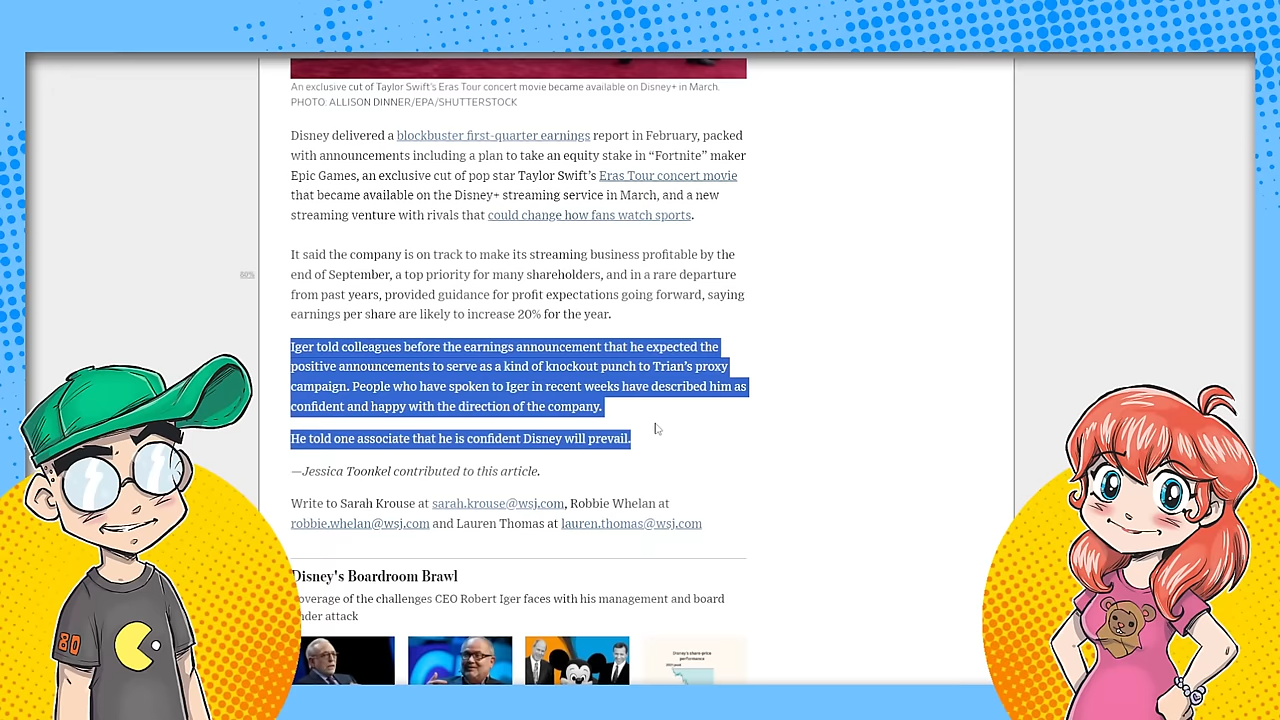 An exclusive cut of Taylor Swift's Eras Tour concert movie became available on Disney+ in March.
PHOTO: ALLISON DINNER/EPA/SHUTTERSTOCK
Disney delivered a blockbuster first-quarter earnings report in February, packed
with announcements including a plan to take an equity stake in “Fortnite” maker
Epic Games, an exclusive cut of pop star Taylor Swift’s Eras Tour concert movie
that became available on the Disney+ streaming service in March, and a new
streaming venture with rivals that could change how fans watch sports.
It said the company is on track to make its streaming business profitable by the
end of September, a top priority for many shareholders, and in a rare departure
from past years, provided guidance for profit expectations going forward, saying
earnings per share are likely to increase 20% for the year.
Iger told colleagues before the earnings announcement that he expected the
positive announcements to serve as a kind of knockout punch to Trian’s proxy
campaign. People who have spoken to Iger in recent weeks have described him as
confident and happy with the direction of the company.
He told one associate that he is confident Disney will prevail.
—Jessica Toonkel contributed to this article.
Write to Sarah Krouse at sarah.krouse@wsj.com, Robbie Whelan at
robbie.whelan@wsj.com and Lauren Thomas at lauren.thomas@wsj.com
Disney's Boardroom Brawl
overage of the challenges CEO Robert Iger faces with his management and board
nder attack
Disney's share-price
performance
80